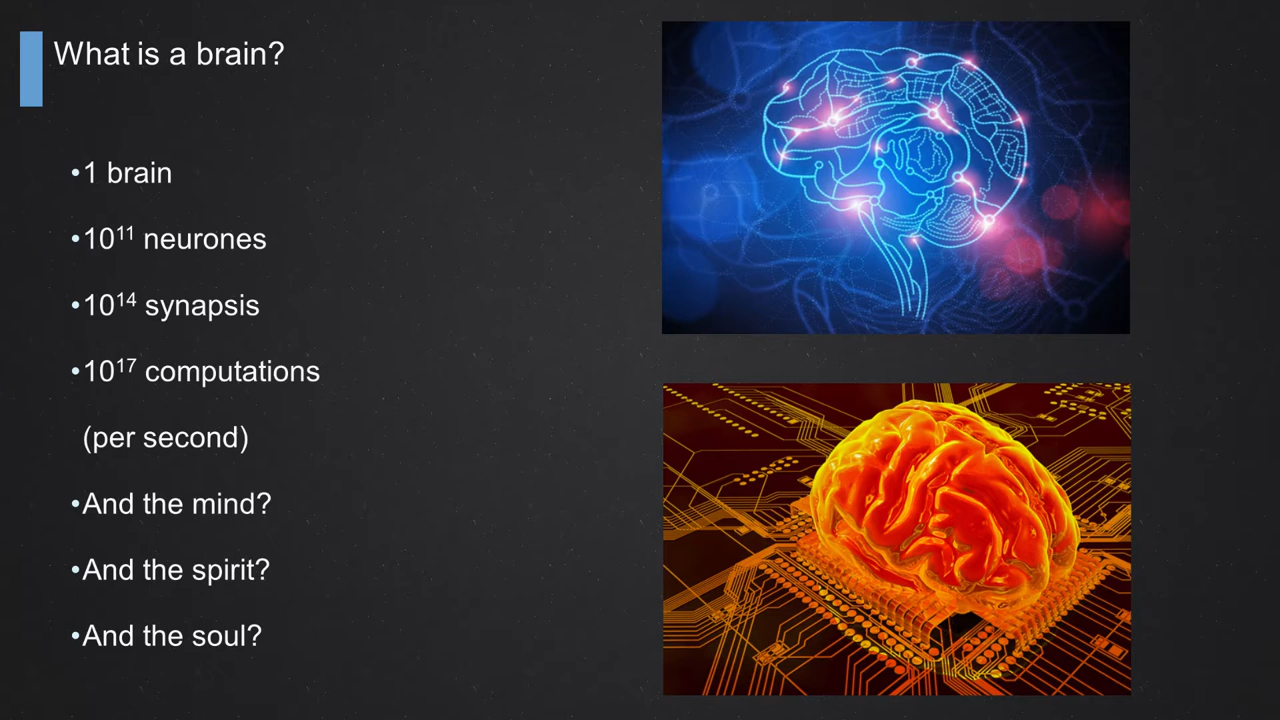 What is a brain?
•1 brain
•10¹¹ neurones
•10¹⁴ synapsis
•10¹⁷ computations
(per second)
•And the mind?
•And the spirit?
•And the soul?